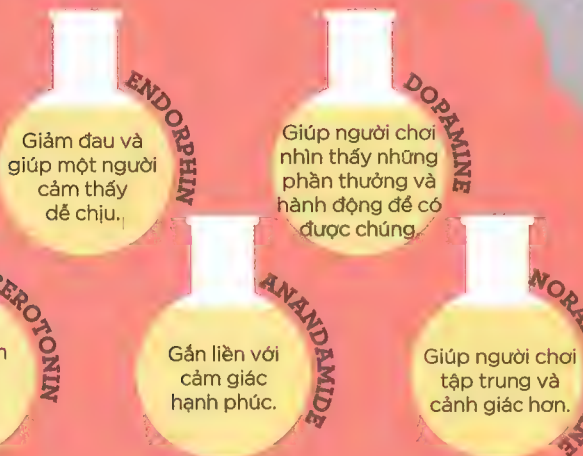 ENDORPHIN
Giảm đau và
giúp một người
cảm thấy
dễ chịu.
DOPAMINE
Giúp người chơi
nhìn thấy những
phần thưởng và
hành động để có
được chúng.
EROTONIN
ANANDAMIDE
Gắn liền với
cảm giác
hạnh phúc.
NORA
Giúp người chơi
tập trung và
cảnh giác hơn.